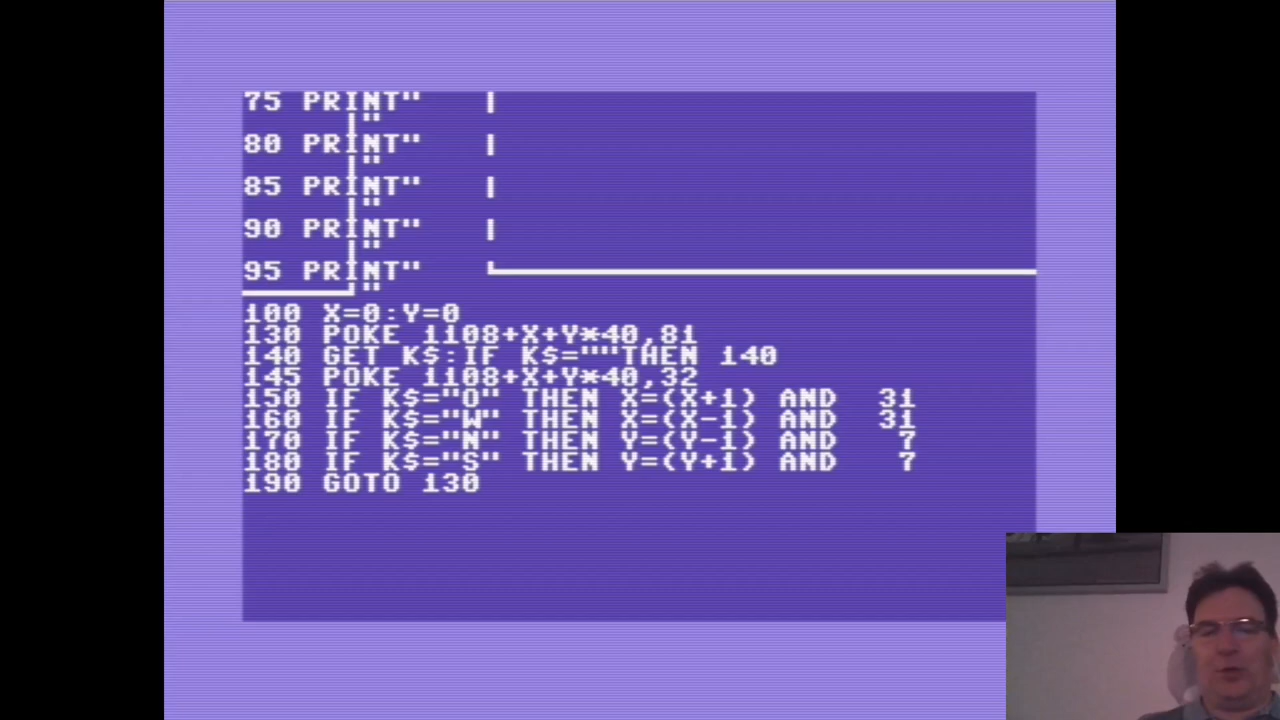 75 PRINT"   |
     |"
80 PRINT"   |
     |"
85 PRINT"   |
     |"
90 PRINT"   |
     |"
95 PRINT"
"
100 X=0:Y=0
130 POKE 1108+X+Y*40,81
140 GET K$:IF K$=""THEN 140
145 POKE 1108+X+Y*40,32
150 IF K$="O" THEN X=(X+1) AND  31
160 IF K$="W" THEN X=(X-1) AND  31
170 IF K$="N" THEN Y=(Y-1) AND   7
180 IF K$="S" THEN Y=(Y+1) AND   7
190 GOTO 130